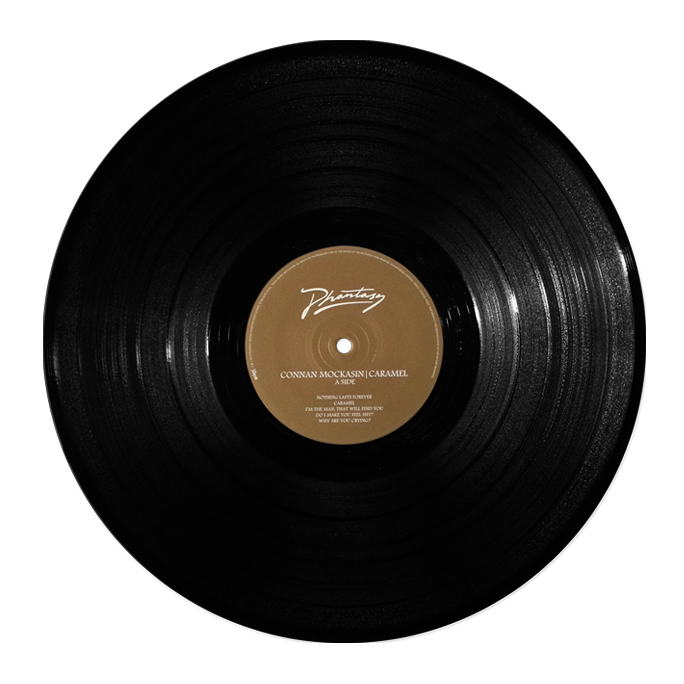 Phantasy
CONNAN MOCKASIN | CARAMEL
A SIDE
NOTHING LASTS FOREVER
CARAMEL
I'M THE MAN, THAT WILL FIND YOU
DO I MAKE YOU FEEL SHY?
WHY ARE YOU CRYING?